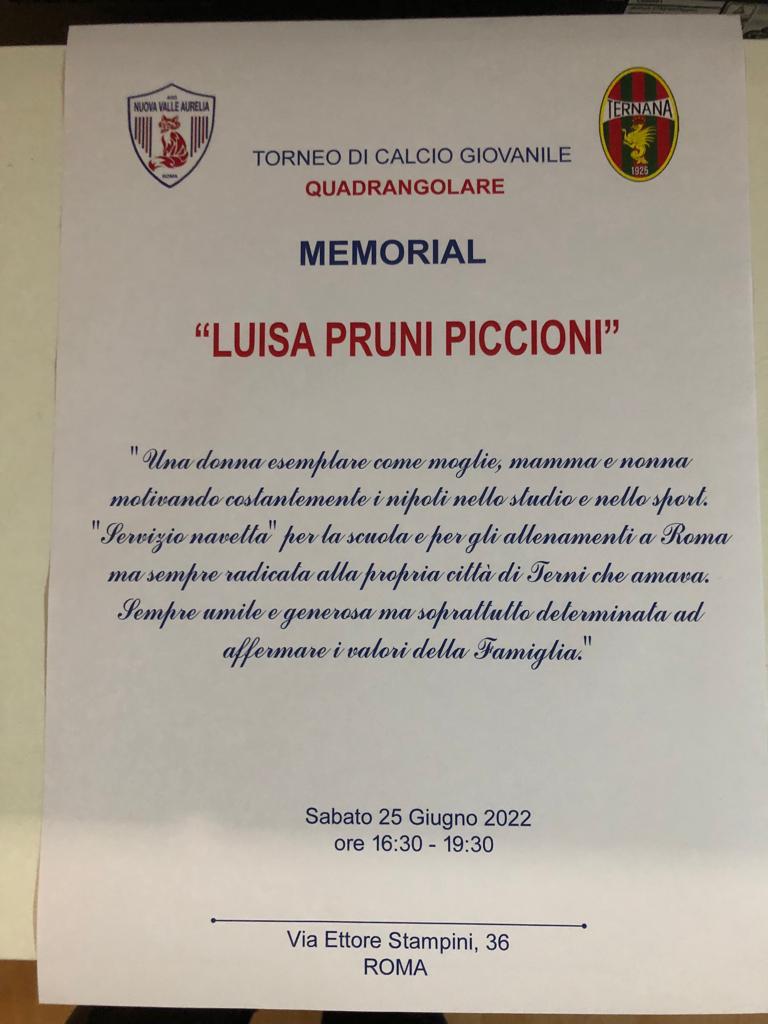 ASD
NUOVA VALLE AURELIA
ROMA
TERNANA
1925
TORNEO DI CALCIO GIOVANILE
QUADRANGOLARE
MEMORIAL
“LUISA PRUNI PICCIONI”
"Una donna esemplare come moglie, mamma e nonna
motivando costantemente i nipoti nello studio e nello sport.
"Servizio navetta" per la scuola e per gli allenamenti a Roma
ma sempre radicata alla propria città di Terni che amava.
Sempre umile e generosa ma soprattutto determinata ad
affermare i valori della Famiglia."
Sabato 25 Giugno 2022
ore 16:30 - 19:30
Via Ettore Stampini, 36
ROMA